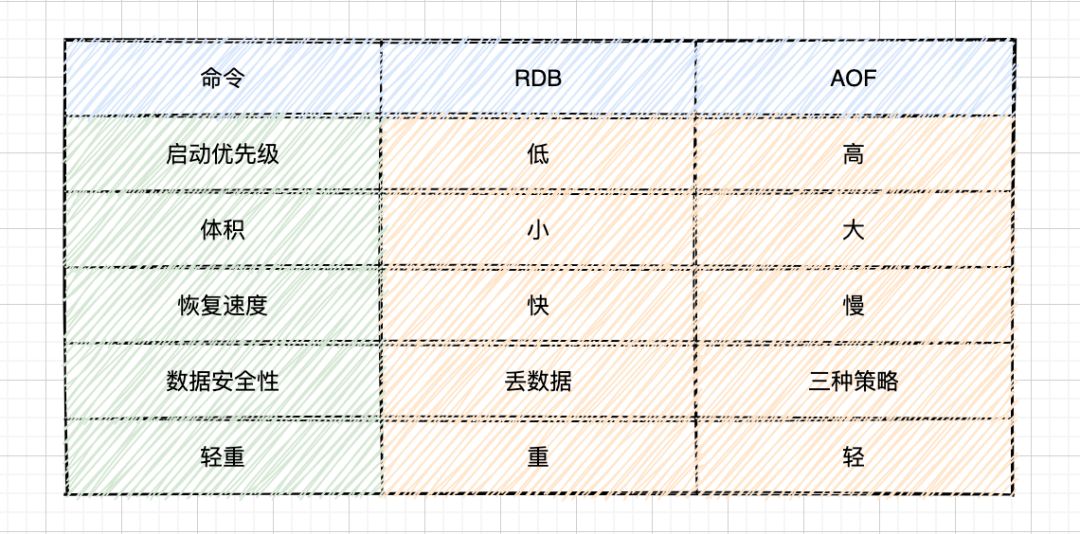 命令 RDB AOF
启动优先级 低 高
体积 小 大
恢复速度 快 慢
数据安全性 丢数据 三种策略
轻重 重 轻